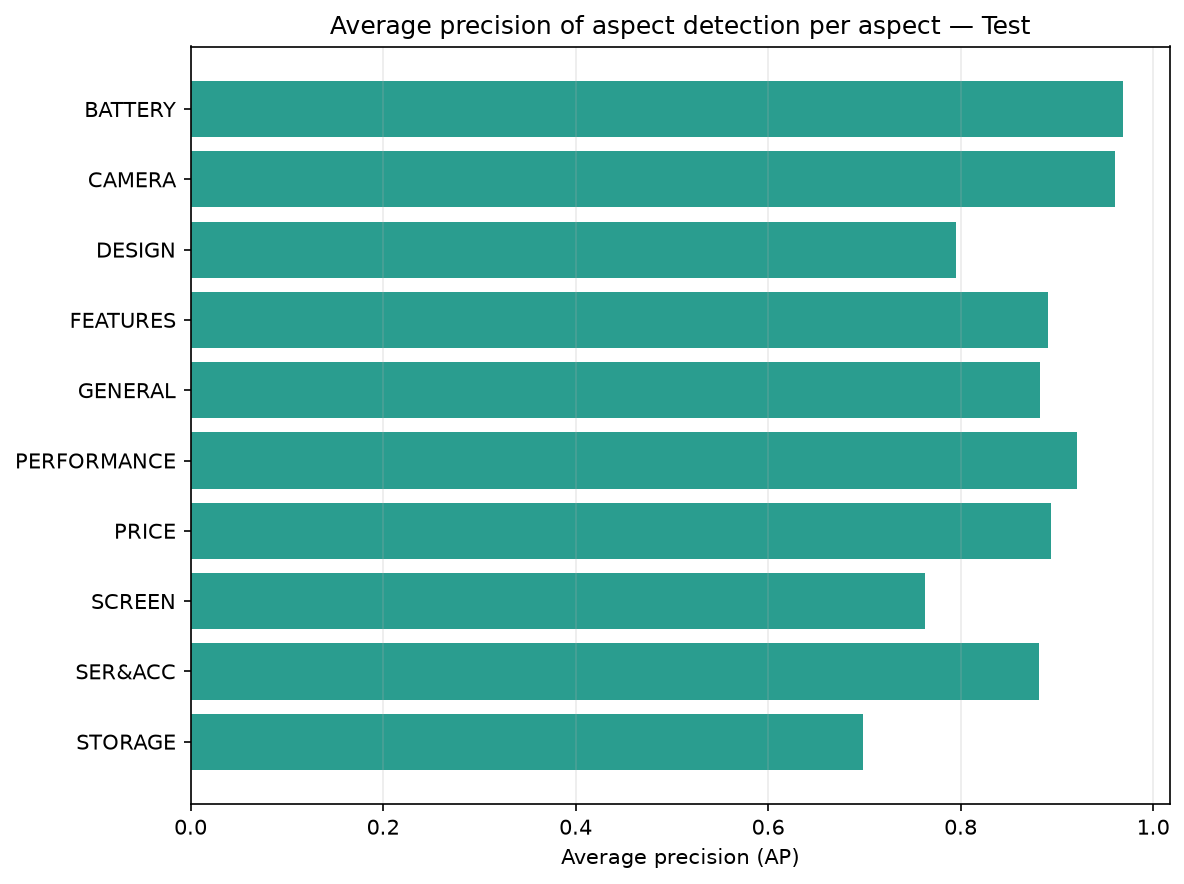 Average precision of aspect detection per aspect — Test
BATTERY
CAMERA
DESIGN
FEATURES
GENERAL
PERFORMANCE
PRICE
SCREEN
SER&ACC
STORAGE
0.0 0.2 0.4 0.6 0.8 1.0
Average precision (AP)